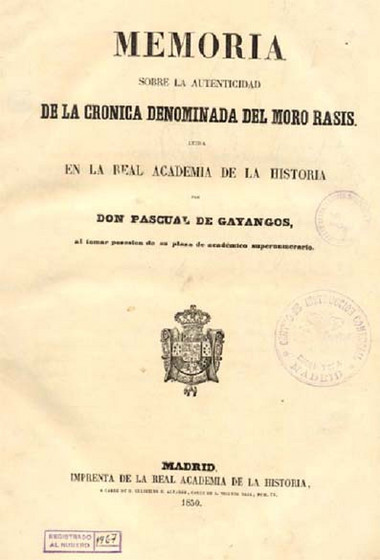 MEMORIA
SOBRE LA AUTENTICIDAD
DE LA CRONICA DENOMINADA DEL MORO RASIS.
LEIDA
EN LA REAL ACADEMIA DE LA HISTORIA
POR
DON PASCUAL DE GAYANGOS,
al tomar posesion de su plaza de académico supernumerario.
MADRID.
IMPRENTA DE LA REAL ACADEMIA DE LA HISTORIA,
A CARGO DE
1850.
REGISTRADO
AL NUMERO
1967
MADRID